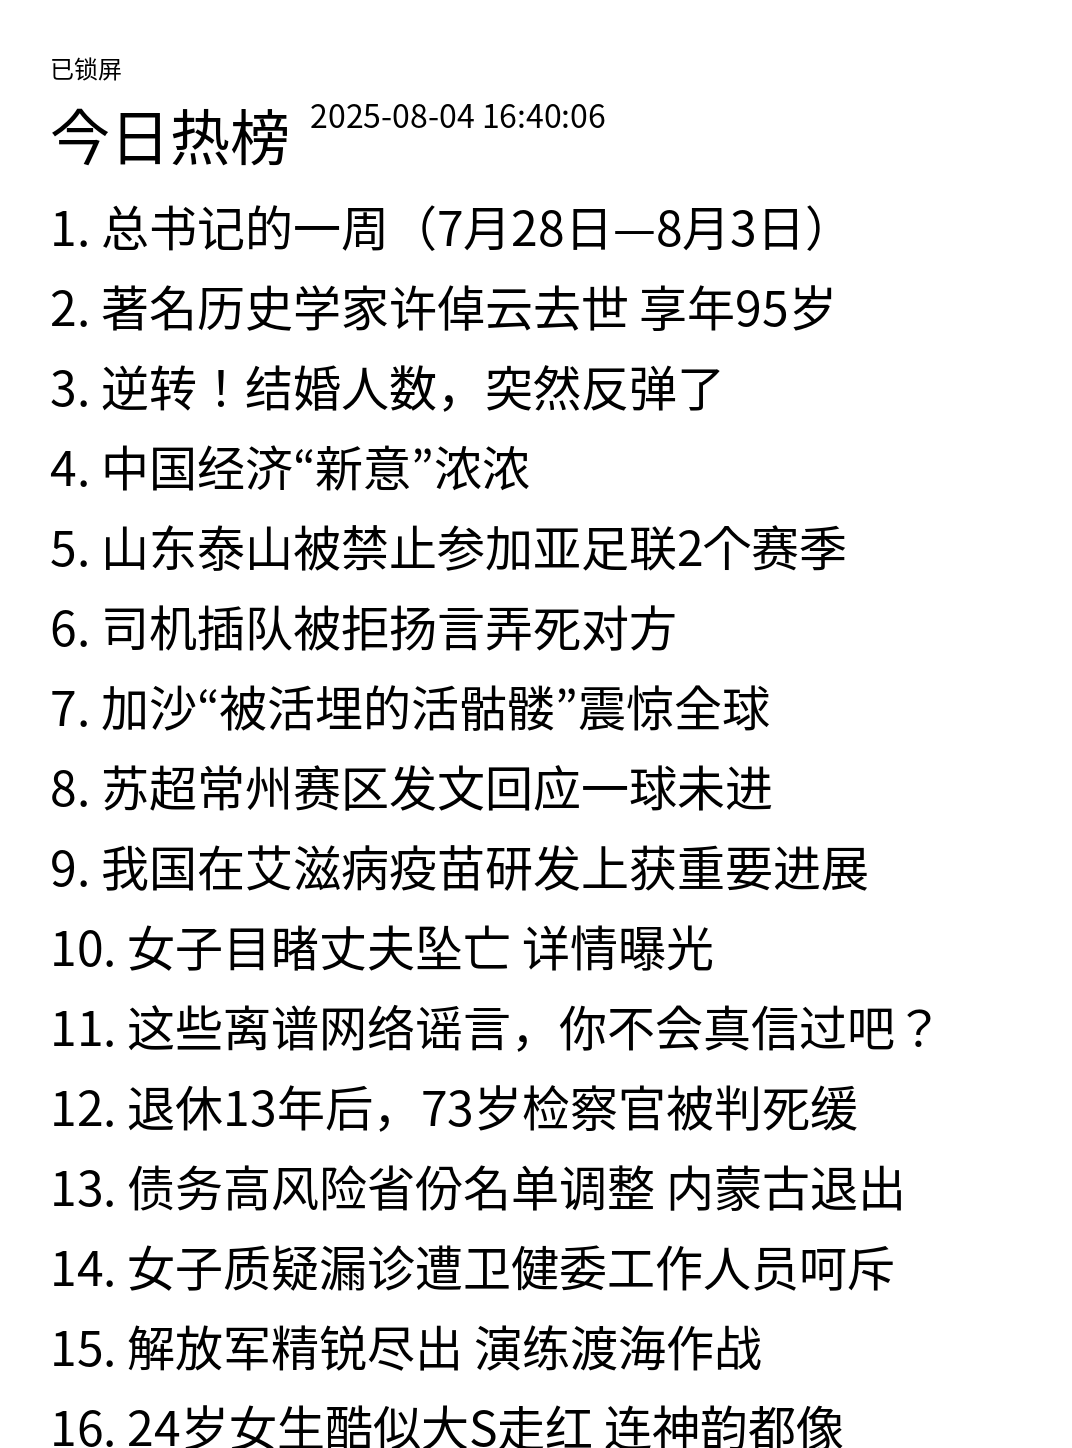 已锁屏
今日热榜 2025-08-04 16:40:06
1. 总书记的一周（7月28日—8月3日）
2. 著名历史学家许倬云去世 享年95岁
3. 逆转！结婚人数，突然反弹了
4. 中国经济“新意”浓浓
5. 山东泰山被禁止参加亚足联2个赛季
6. 司机插队被拒扬言弄死对方
7. 加沙“被活埋的活骷髅”震惊全球
8. 苏超常州赛区发文回应一球未进
9. 我国在艾滋病疫苗研发上获重要进展
10. 女子目睹丈夫坠亡 详情曝光
11. 这些离谱网络谣言，你不会真信过吧？
12. 退休13年后，73岁检察官被判死缓
13. 债务高风险省份名单调整 内蒙古退出
14. 女子质疑漏诊遭卫健委工作人员呵斥
15. 解放军精锐尽出 演练渡海作战
16. 24岁女生酷似大S走红 连神韵都像